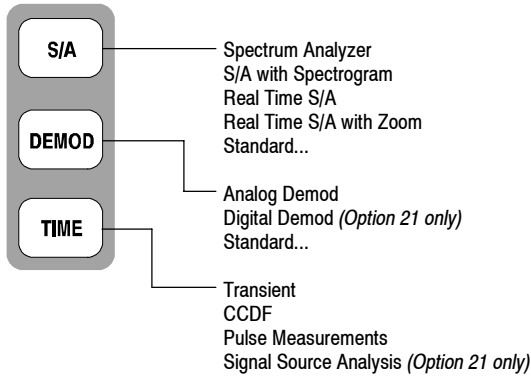 S/A
Spectrum Analyzer
S/A with Spectrogram
Real Time S/A
Real Time S/A with Zoom
Standard...
DEMOD
Analog Demod
Digital Demod (Option 21 only)
Standard...
TIME
Transient
CCDF
Pulse Measurements
Signal Source Analysis (Option 21 only)